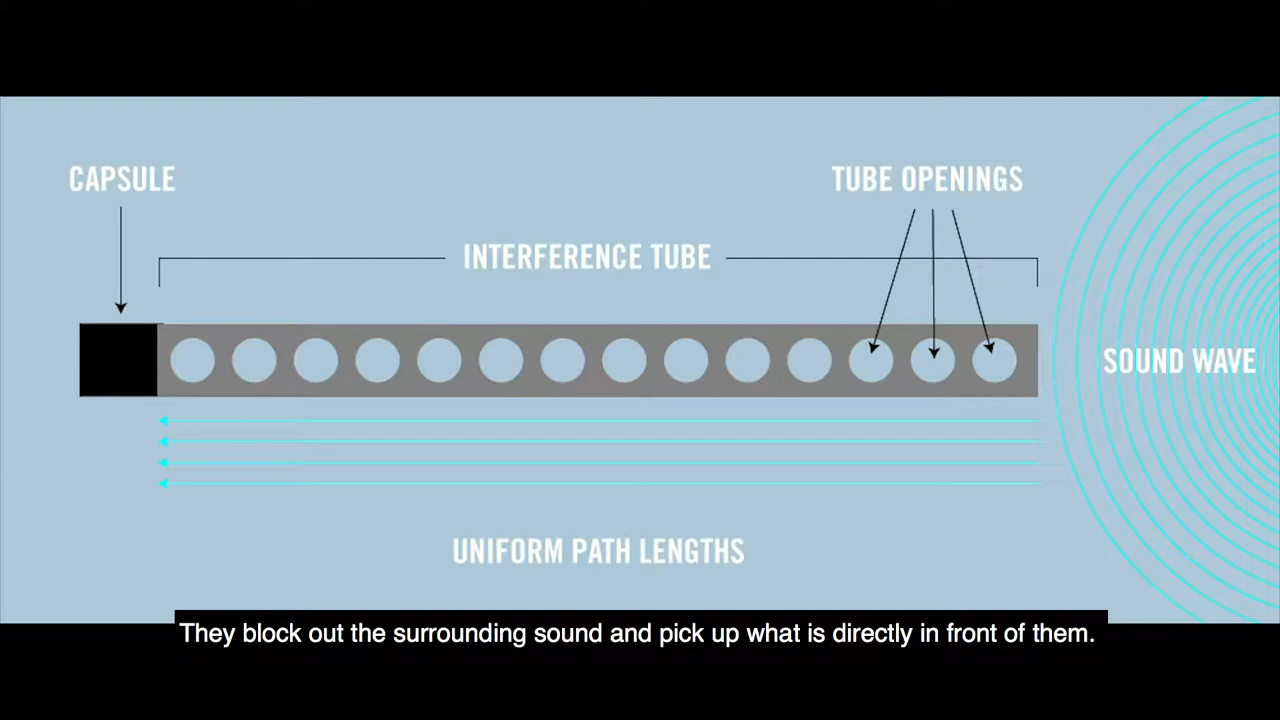 CAPSULE
TUBE OPENINGS
INTERFERENCE TUBE
SOUND WAVE
UNIFORM PATH LENGTHS
They block out the surrounding sound and pick up what is directly in front of them.